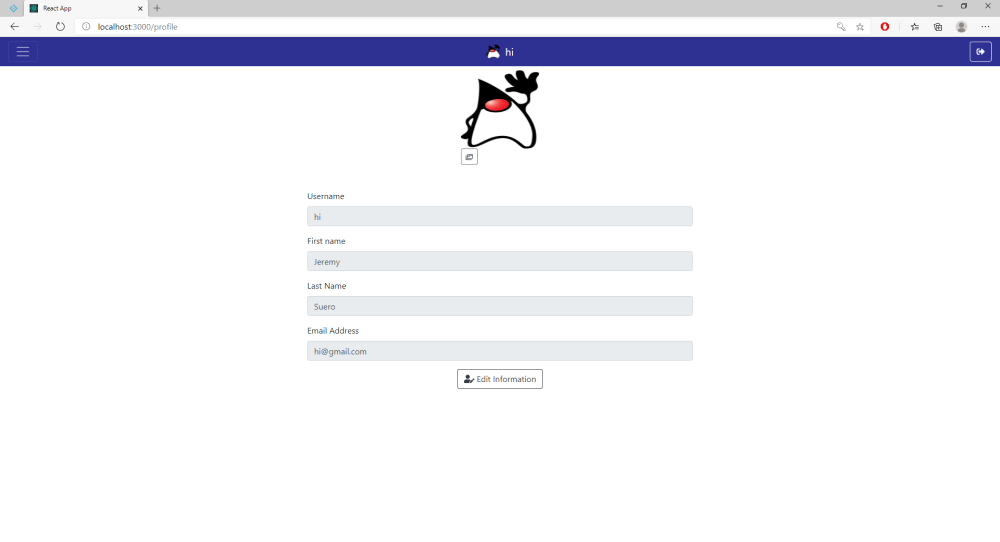 React App
localhost:3000/profile
hi
Username
hi
First name
Jeremy
Last Name
Suero
Email Address
hi@gmail.com
Edit Information